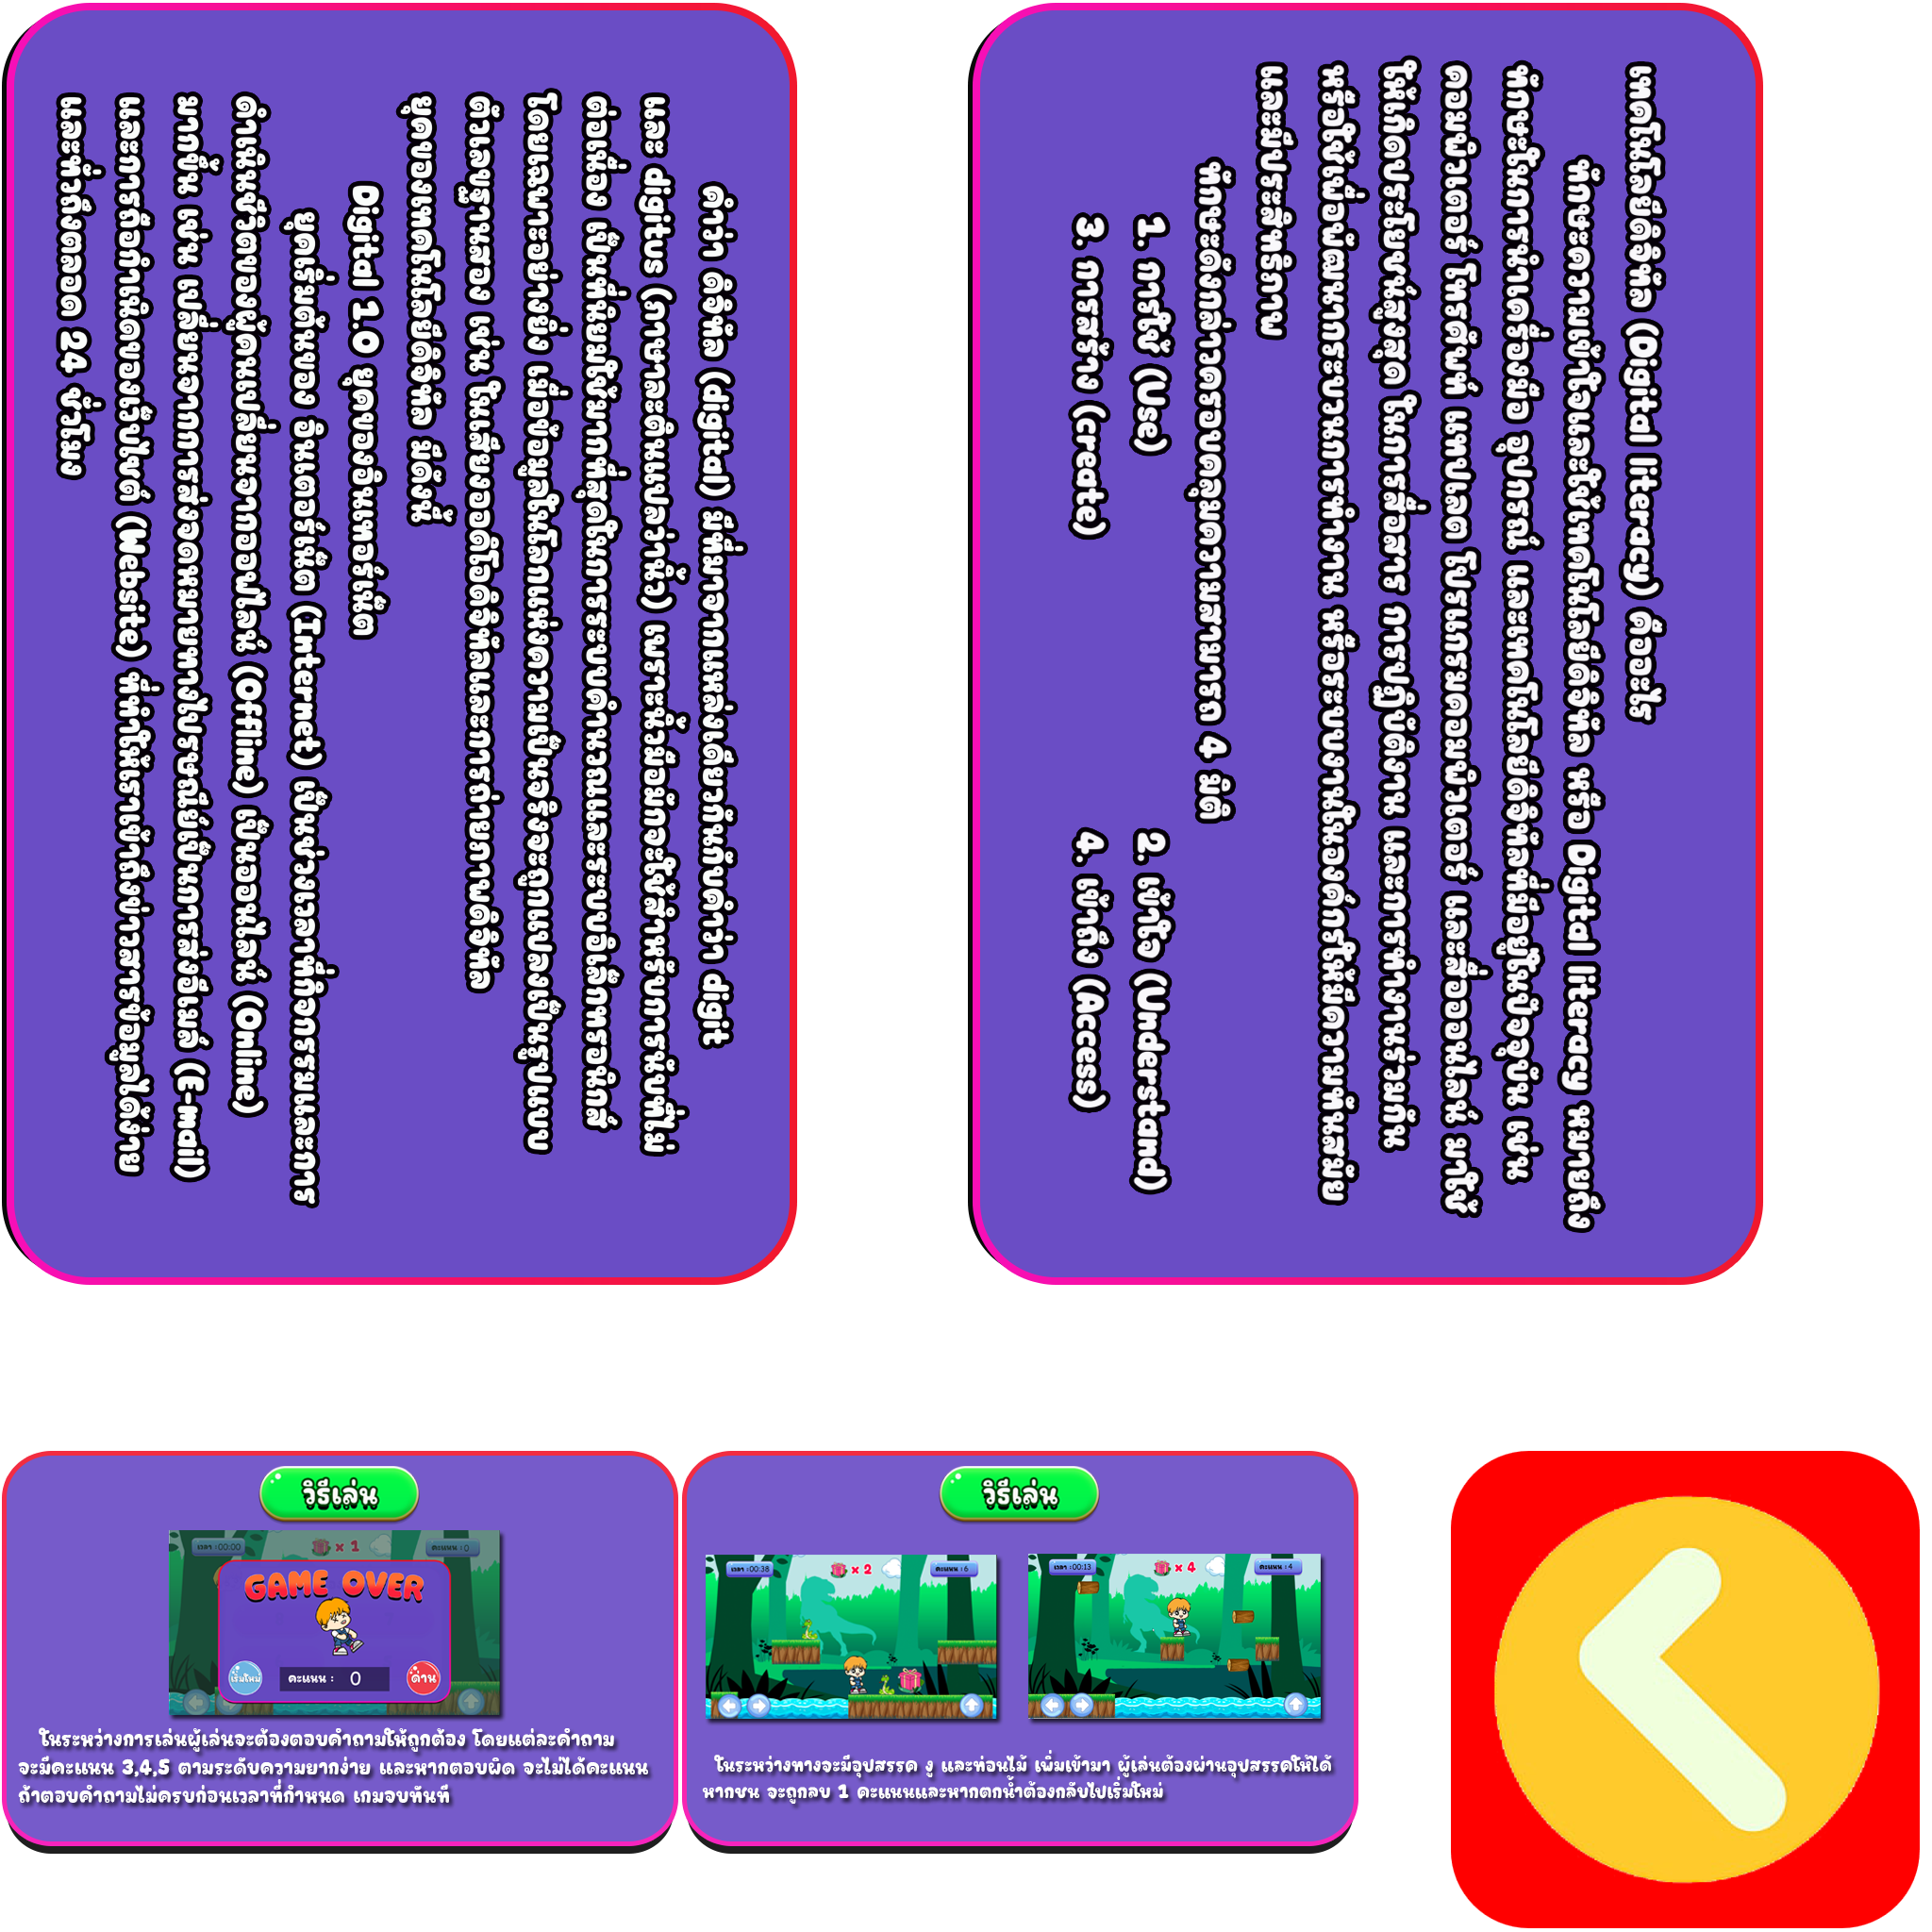 คำว่า ดิจิทัล (digital) มีที่มาจากแหล่งเดียวกันกับคำว่า digit
และ digitus (ภาษาละตินแปลว่านิ้ว) เพราะนิ้วมือมักจะใช้สำหรับการนับที่ไม่
ต่อเนื่อง เป็นที่นิยมใช้มากที่สุดในการระบบคำนวณและระบบอิเล็กทรอนิกส์
โดยเฉพาะอย่างยิ่ง เมื่อข้อมูลในโลกแห่งความเป็นจริงจะถูกแปลงเป็นรูปแบบ
ตัวเลขฐานสอง เช่น ในเสียงออดิโอดิจิทัลและการถ่ายภาพดิจิทัล
ยุคของเทคโนโลยีดิจิทัล มีดังนี้
Digital 1.0 ยุคของอินเทอร์เน็ต
ยุคเริ่มต้นของ อินเตอร์เน็ต (Internet) เป็นช่วงเวลาที่กิจกรรมและการ
ดำเนินชีวิตของผู้คนเปลี่ยนจากออฟไลน์ (Offline) เป็นออนไลน์ (Online)
มากขึ้น เช่น เปลี่ยนจากการส่งจดหมายทางไปรษณีย์เป็นการส่งอีเมล์ (E-mail)
และการถือกำเนิดของเว็บไซต์ (Website) ที่ทำให้เราเข้าถึงข่าวสารข้อมูลได้ง่าย
และทั่วถึงตลอด 24 ชั่วโมง
เทคโนโลยีดิจิทัล (Digital literacy) คืออะไร
ทักษะความเข้าใจและใช้เทคโนโลยีดิจิทัล หรือ Digital literacy หมายถึง
ทักษะในการนำเครื่องมือ อุปกรณ์ และเทคโนโลยีดิจิทัลที่มีอยู่ในปัจจุบัน เช่น
คอมพิวเตอร์ โทรศัพท์ แทปเลต โปรแกรมคอมพิวเตอร์ และสื่อออนไลน์ มาใช้
ให้เกิดประโยชน์สูงสุด ในการสื่อสาร การปฏิบัติงาน และการทำงานร่วมกัน
หรือใช้เพื่อพัฒนากระบวนการทำงาน หรือระบบงานในองค์กรให้มีความทันสมัย
และมีประสิทธิภาพ
ทักษะดังกล่าวครอบคลุมความสามารถ 4 มิติ
1. การใช้ (Use) 2. เข้าใจ (Understand)
3. การสร้าง (create) 4. เข้าถึง (Access)
วิธีเล่น
เวลา :00:00 x 1 คะแนน :0
GAME OVER
เริ่มใหม่ คะแนน : 0 ด่าน
ในระหว่างการเล่นผู้เล่นจะต้องตอบคำถามให้ถูกต้อง โดยแต่ละคำถาม
จะมีคะแนน 3,4,5 ตามระดับความยากง่าย และหากตอบผิด จะไม่ได้คะแนน
ถ้าตอบคำถามไม่ครบก่อนเวลาที่กำหนด เกมจบทันที
วิธีเล่น
เวลา :00:38 x 2 คะแนน :6
เวลา :00:13 x 4 คะแนน :4
ในระหว่างทางจะมีอุปสรรค งู และท่อนไม้ เพิ่มเข้ามา ผู้เล่นต้องผ่านอุปสรรคให้ได้
หากชน จะถูกลบ 1 คะแนนและหากตกน้ำต้องกลับไปเริ่มใหม่